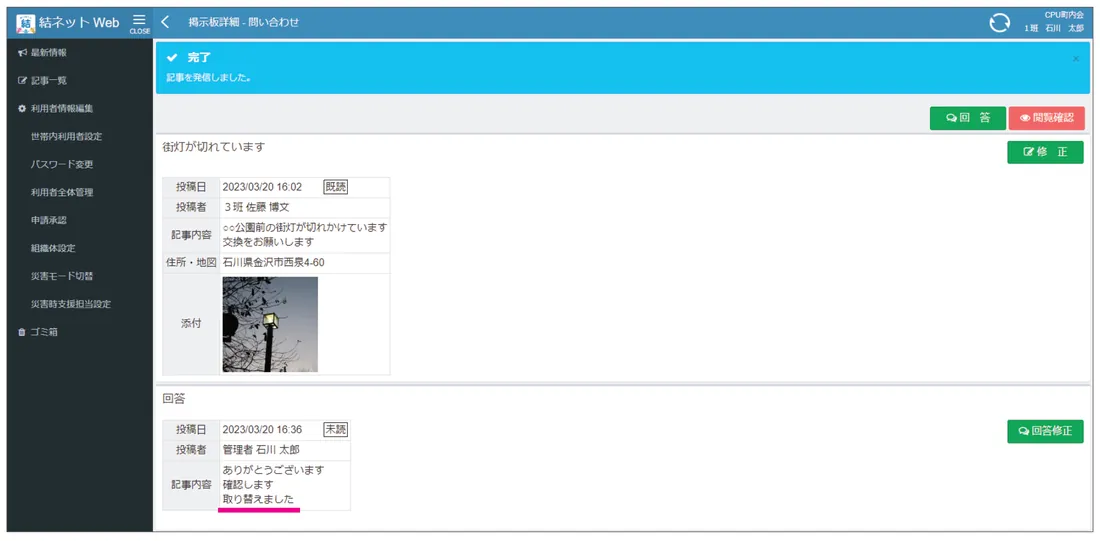 結ネット Web
CLOSE
掲示板詳細 - 問い合わせ
CPU町内会
1班 石川 太郎
最新情報
記事一覧
利用者情報編集
世帯内利用者設定
パスワード変更
利用者全体管理
申請承認
組織体設定
災害モード切替
災害時支援担当設定
ゴミ箱
完了
×
記事を発信しました。
回 答
閲覧確認
街灯が切れています
修 正
投稿日 2023/03/20 16:02 既読
投稿者 3班 佐藤 博文
記事内容 ○○公園前の街灯が切れかけています
交換をお願いします
住所・地図 石川県金沢市西泉4-60
添付
回答
投稿日 2023/03/20 16:36 未読
回答修正
投稿者 管理者 石川 太郎
記事内容 ありがとうございます
確認します
取り替えました